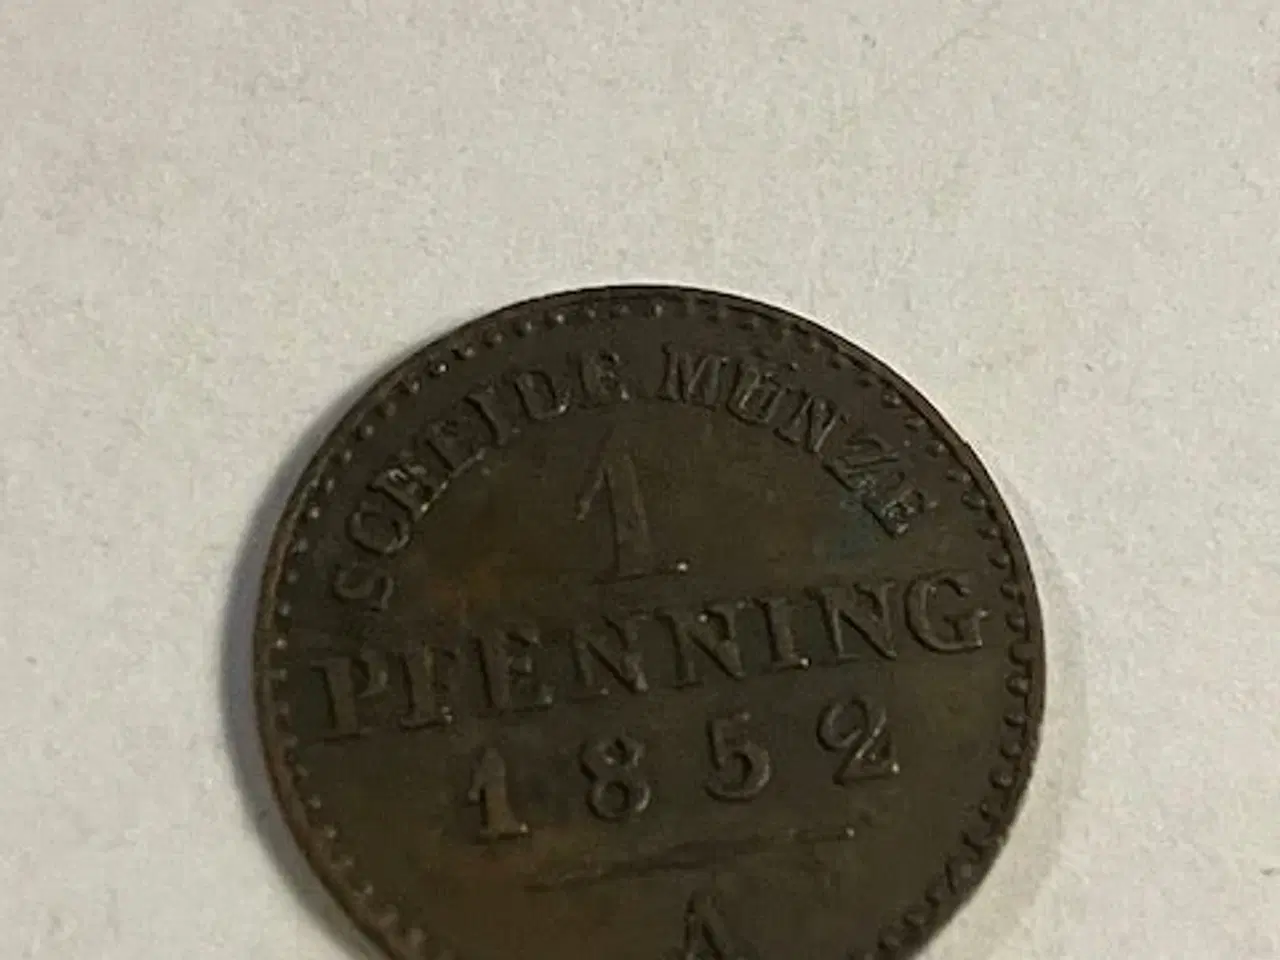 SCHEIDE MÜNZE
1
PFENNING
1852
A